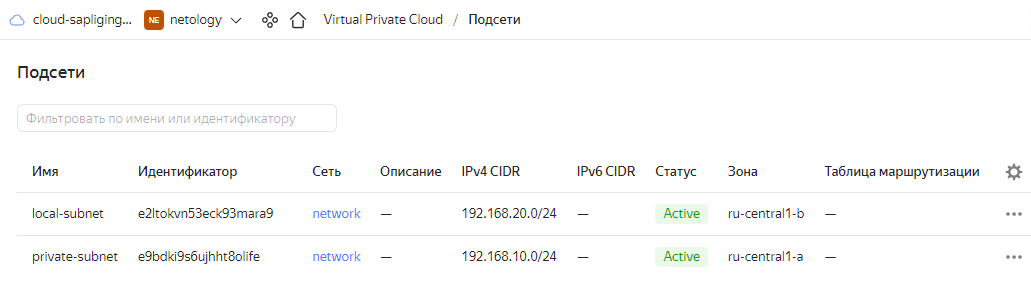 cloud-sapliging... NE netology Virtual Private Cloud / Подсети
Подсети
Фильтровать по имени или идентификатору
Имя Идентификатор Сеть Описание IPv4 CIDR IPv6 CIDR Статус Зона Таблица маршрутизации
local-subnet e2ltokvn53eck93mara9 network — 192.168.20.0/24 — Active ru-central1-b —
private-subnet e9bdki9s6ujhht8olife network — 192.168.10.0/24 — Active ru-central1-a —